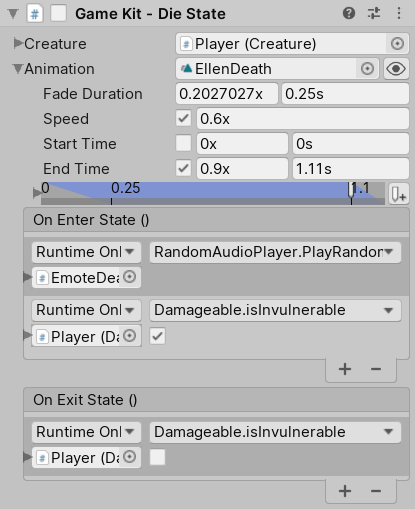 Game Kit - Die State
Creature # Player (Creature)
Animation EllenDeath
Fade Duration 0.2027027x 0.25s
Speed 0.6x
Start Time 0x 0s
End Time 0.9x 1.11s
0 0.25 1.1
On Enter State ()
Runtime Onl RandomAudioPlayer.PlayRandom
# EmoteDea
Runtime Onl Damageable.isInvulnerable
# Player (Da
On Exit State ()
Runtime Onl Damageable.isInvulnerable
# Player (Da